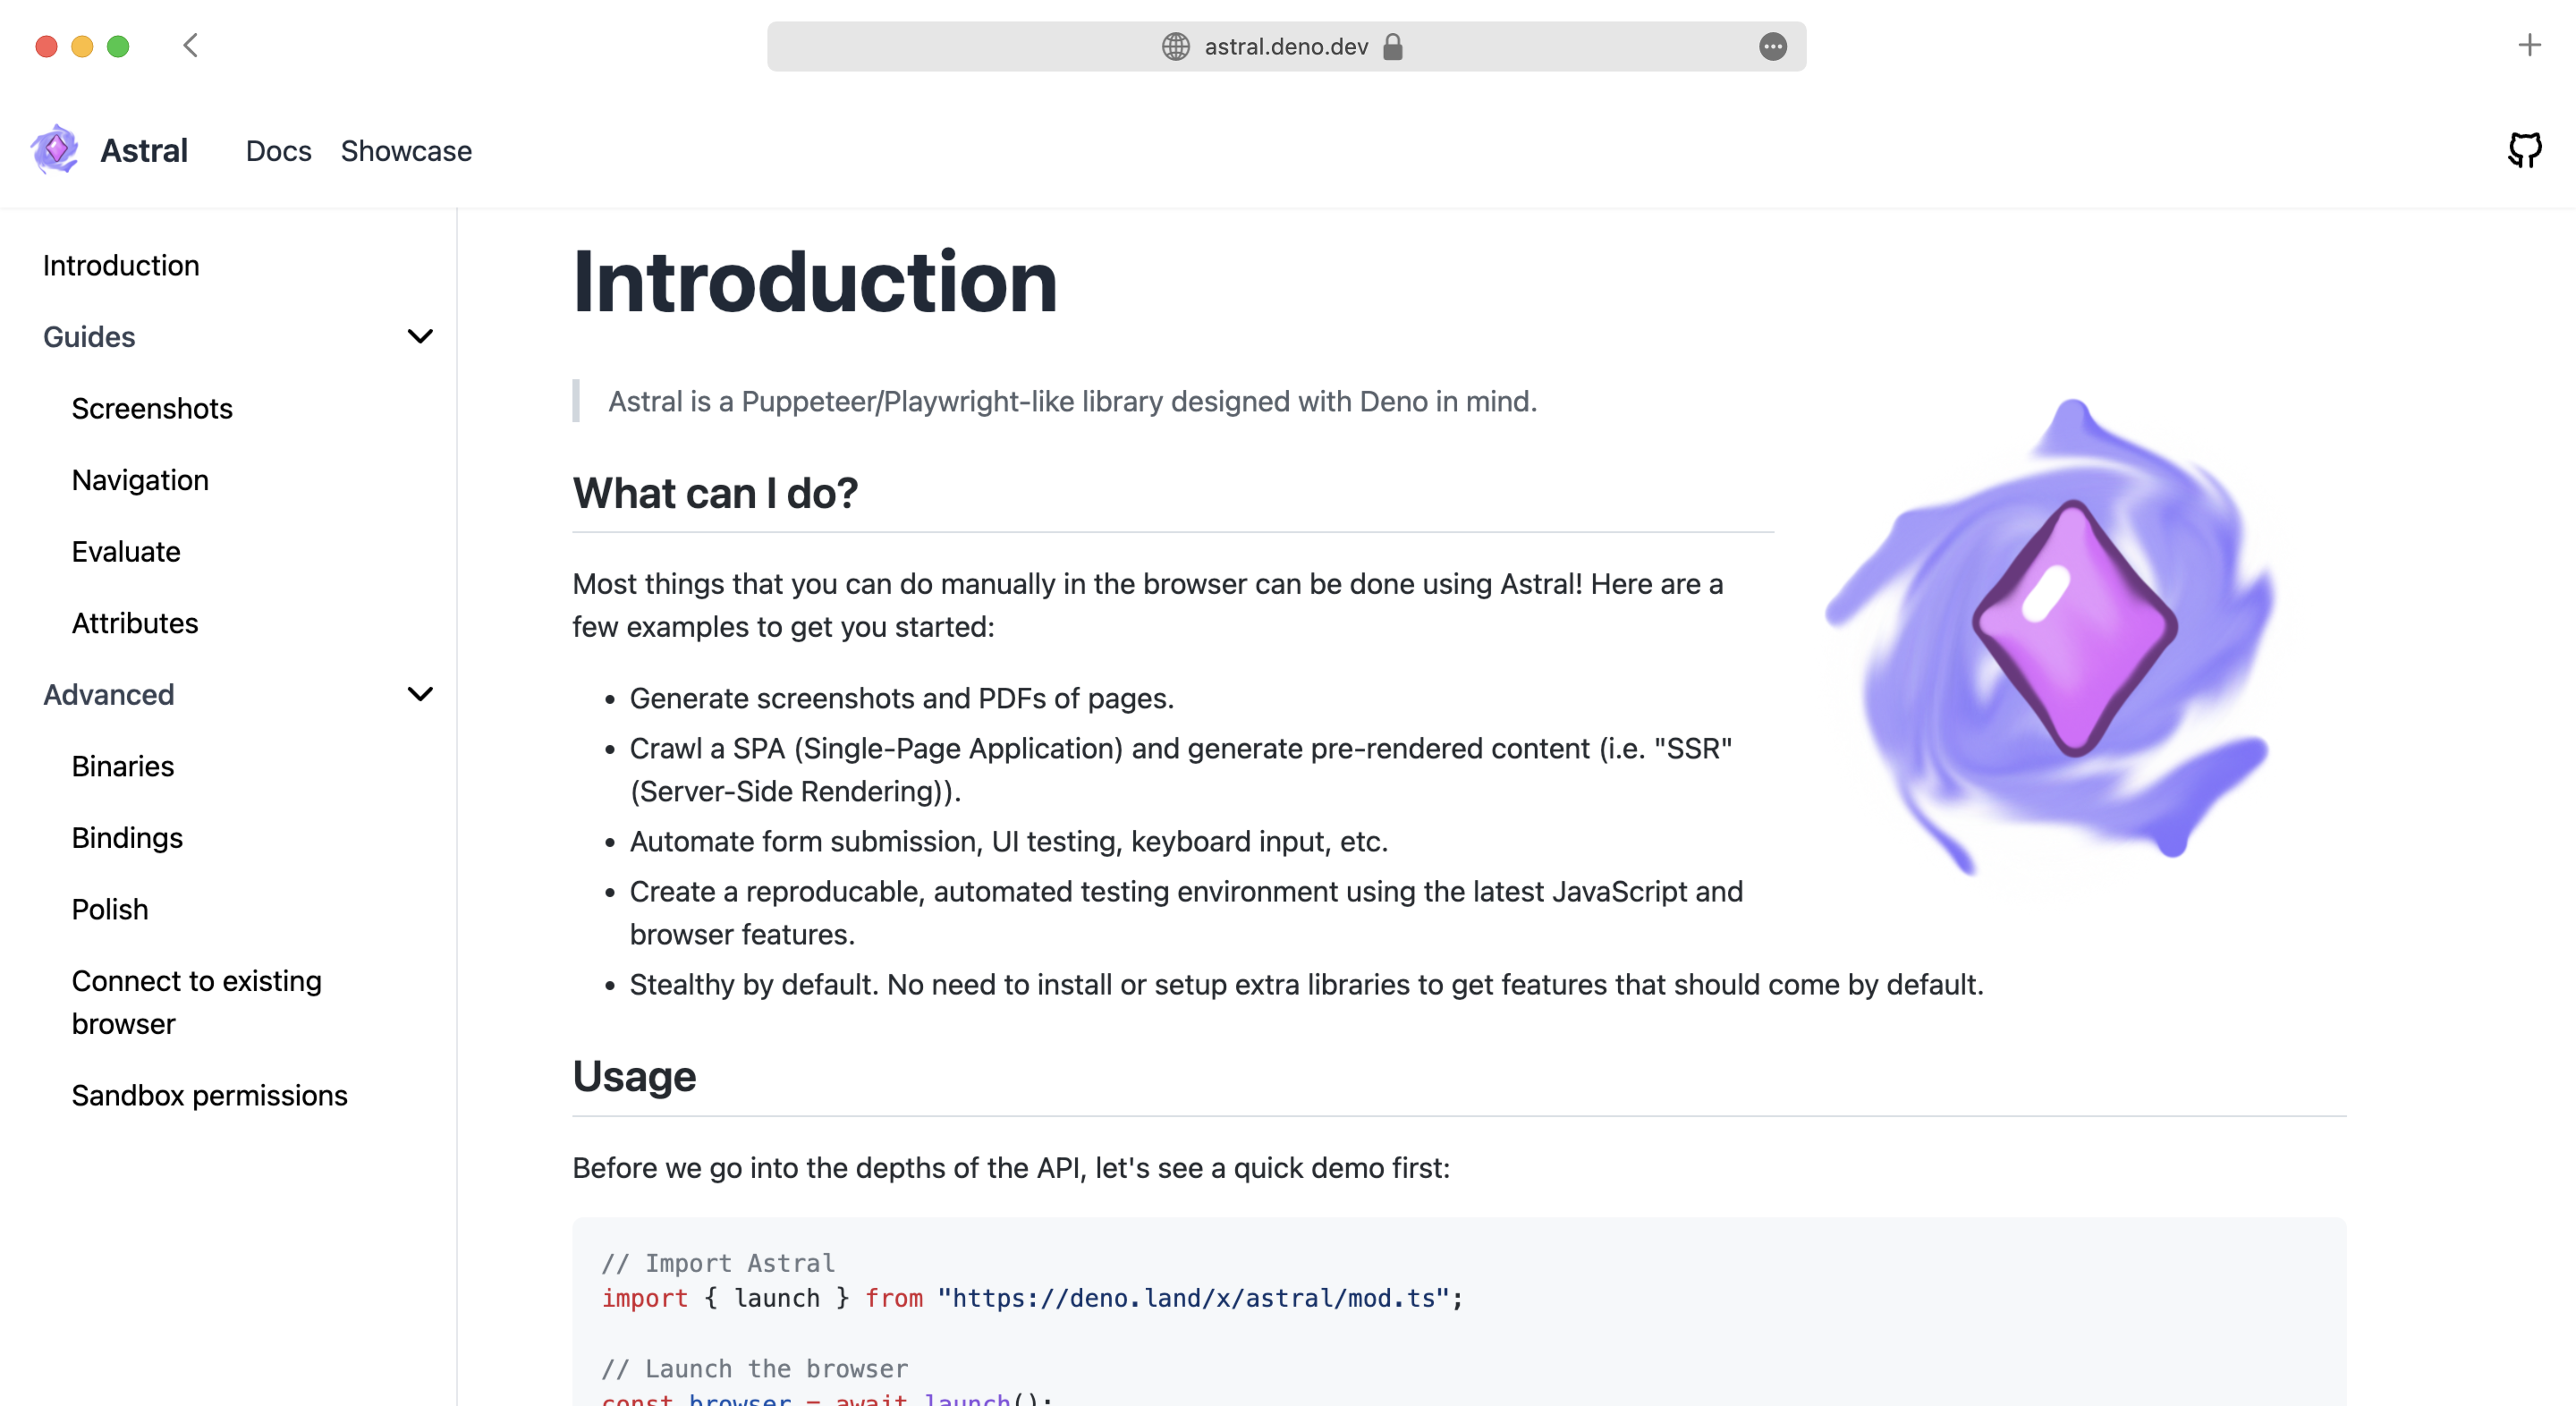 astral.deno.dev
Astral
Docs
Showcase
Introduction
Guides
Screenshots
Navigation
Evaluate
Attributes
Advanced
Binaries
Bindings
Polish
Connect to existing
browser
Sandbox permissions
Introduction
Astral is a Puppeteer/Playwright-like library designed with Deno in mind.
What can I do?
Most things that you can do manually in the browser can be done using Astral! Here are a
few examples to get you started:
• Generate screenshots and PDFs of pages.
• Crawl a SPA (Single-Page Application) and generate pre-rendered content (i.e. "SSR"
(Server-Side Rendering)).
• Automate form submission, UI testing, keyboard input, etc.
• Create a reproducable, automated testing environment using the latest JavaScript and
browser features.
• Stealthy by default. No need to install or setup extra libraries to get features that should come by default.
Usage
Before we go into the depths of the API, let's see a quick demo first:
// Import Astral
import { launch } from "https://deno.land/x/astral/mod.ts";
// Launch the browser
const browser = await launch();